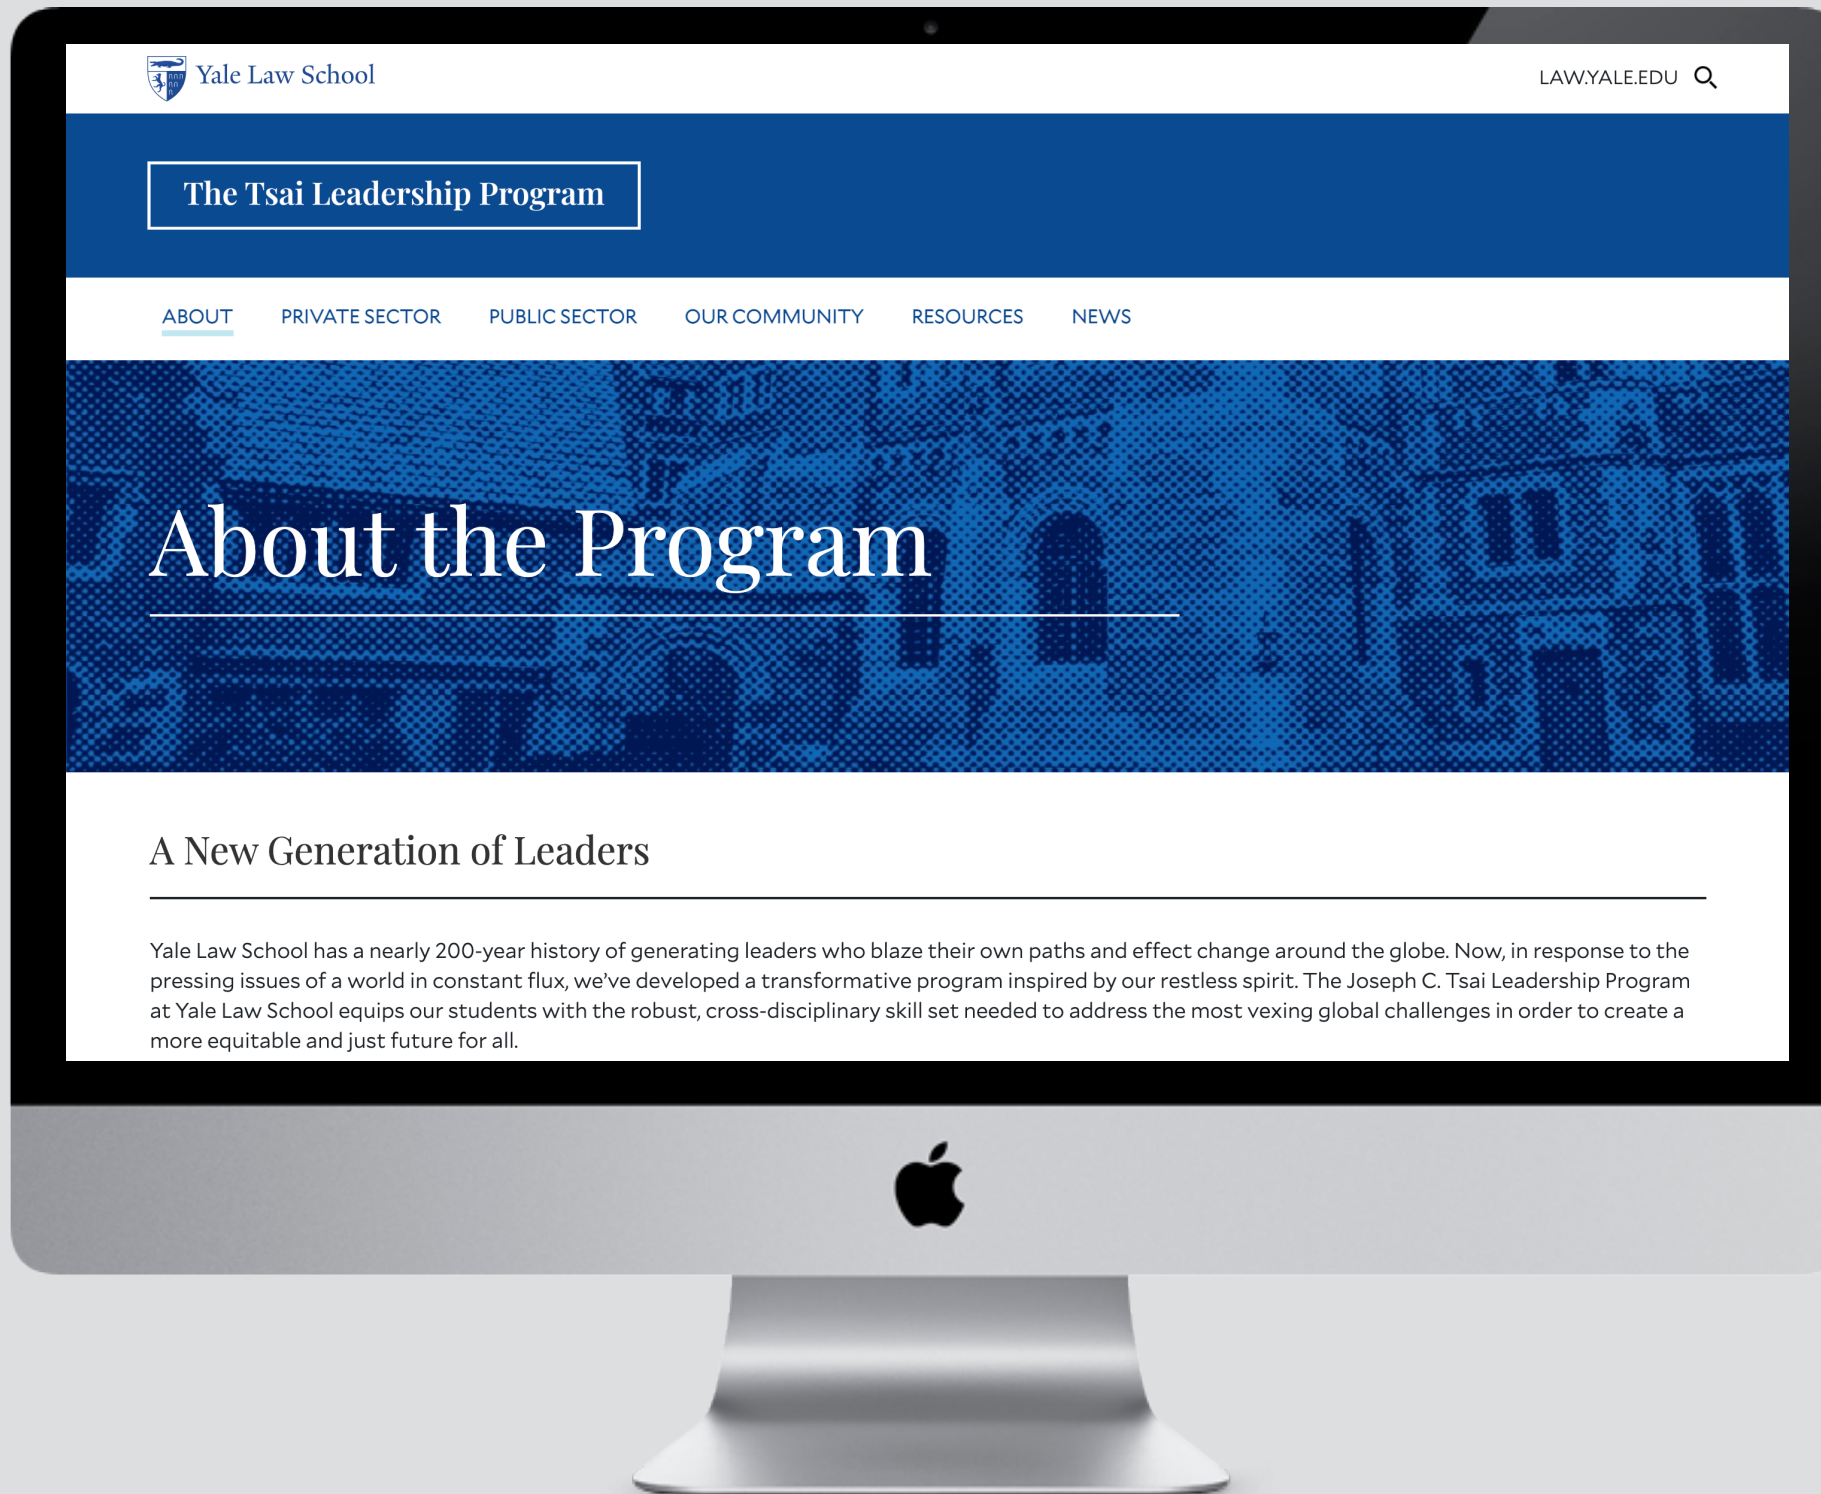 Yale Law School
LAW.YALE.EDU
The Tsai Leadership Program
ABOUT PRIVATE SECTOR PUBLIC SECTOR OUR COMMUNITY RESOURCES NEWS
About the Program
A New Generation of Leaders
Yale Law School has a nearly 200-year history of generating leaders who blaze their own paths and effect change around the globe. Now, in response to the
pressing issues of a world in constant flux, we’ve developed a transformative program inspired by our restless spirit. The Joseph C. Tsai Leadership Program
at Yale Law School equips our students with the robust, cross-disciplinary skill set needed to address the most vexing global challenges in order to create a
more equitable and just future for all.